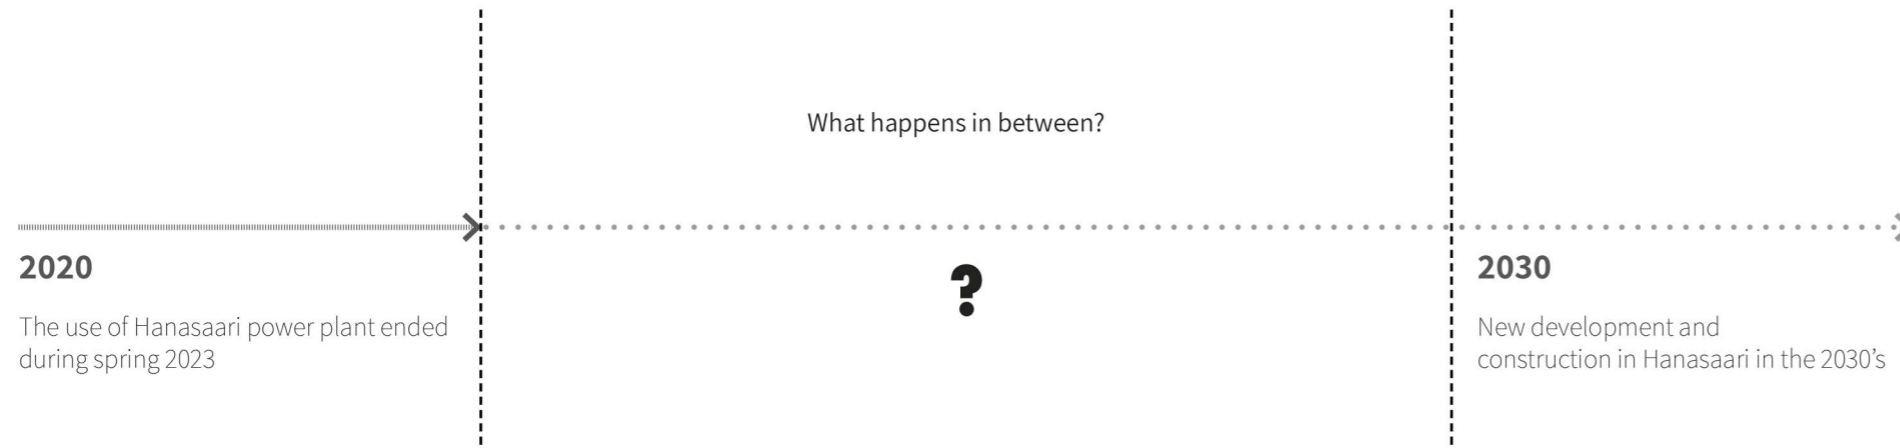 What happens in between?
?
2020
The use of Hanasaari power plant ended
during spring 2023
2030
New development and
construction in Hanasaari in the 2030’s